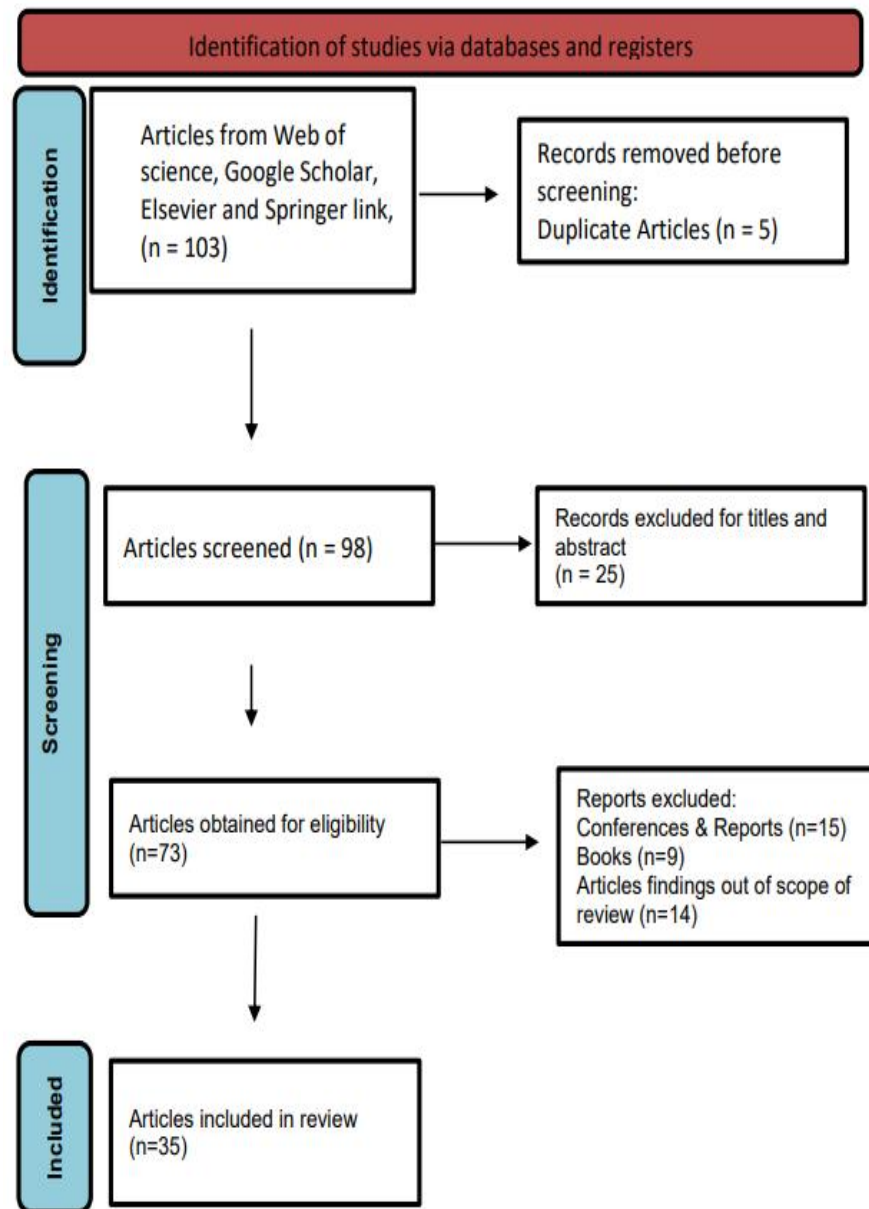 Identification of studies via databases and registers
Identification
Articles from Web of
science, Google Scholar,
Elsevier and Springer link,
(n = 103)
Records removed before
screening:
Duplicate Articles (n = 5)
Screening
Articles screened (n = 98)
Records excluded for titles and
abstract
(n = 25)
Articles obtained for eligibility
(n=73)
Reports excluded:
Conferences & Reports (n=15)
Books (n=9)
Articles findings out of scope of
review (n=14)
Included
Articles included in review
(n=35)